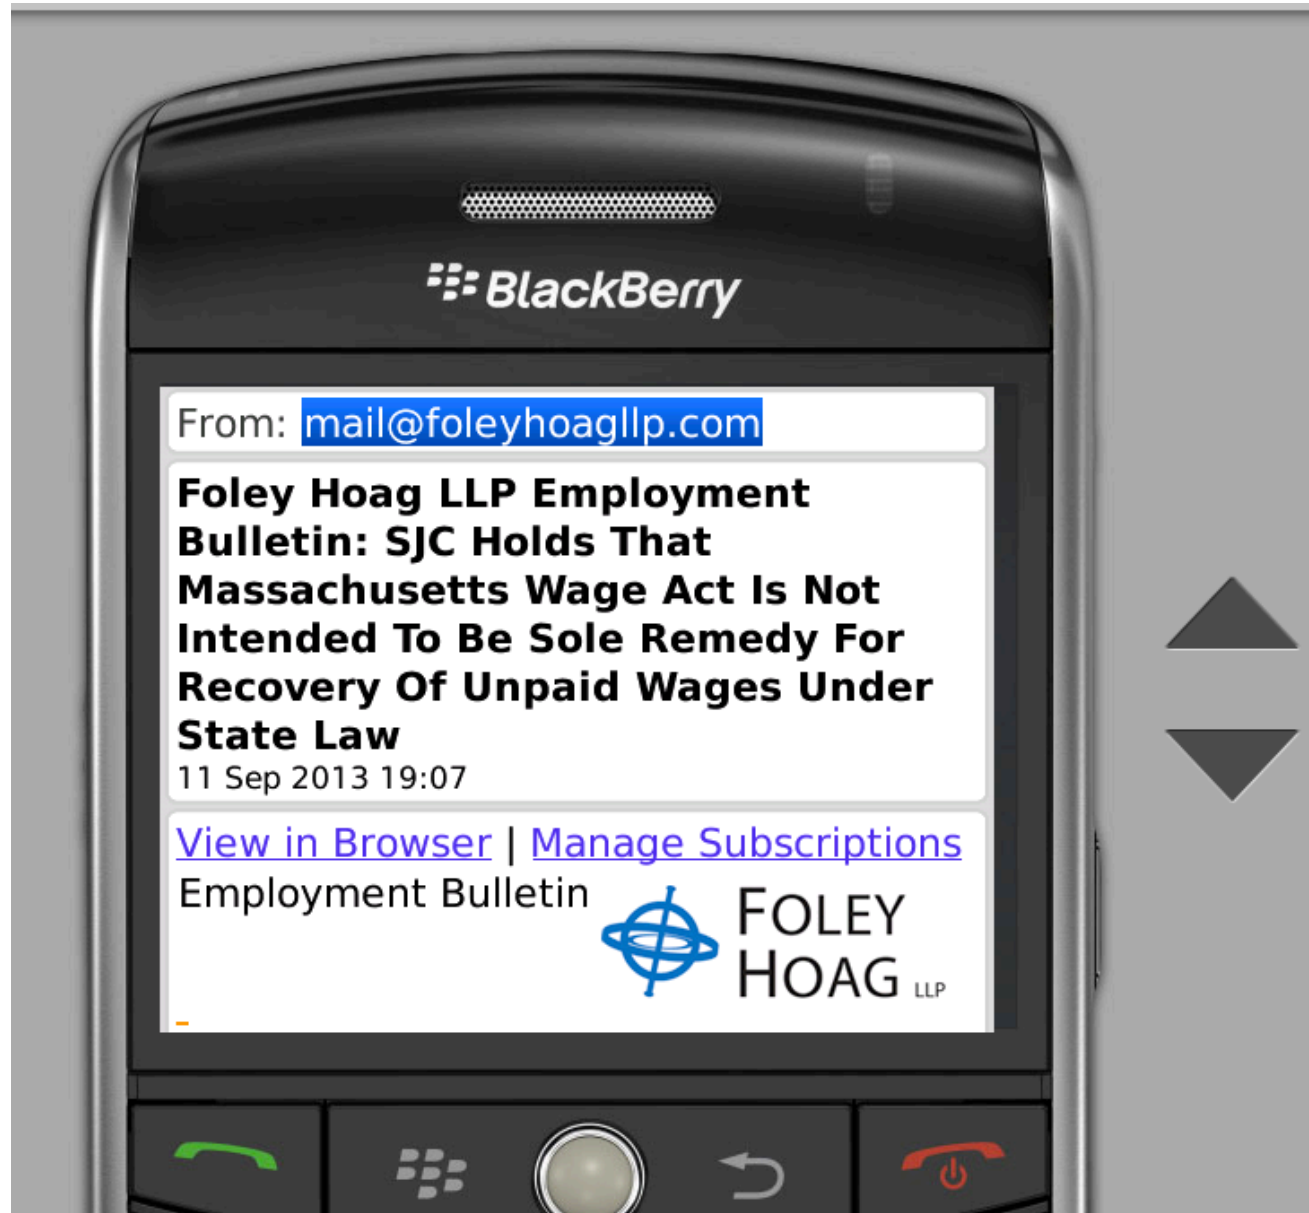 BlackBerry
From: mail@foleyhoagllp.com
Foley Hoag LLP Employment
Bulletin: SJC Holds That
Massachusetts Wage Act Is Not
Intended To Be Sole Remedy For
Recovery Of Unpaid Wages Under
State Law
11 Sep 2013 19:07
View in Browser | Manage Subscriptions
Employment Bulletin
FOLEY
HOAG LLP